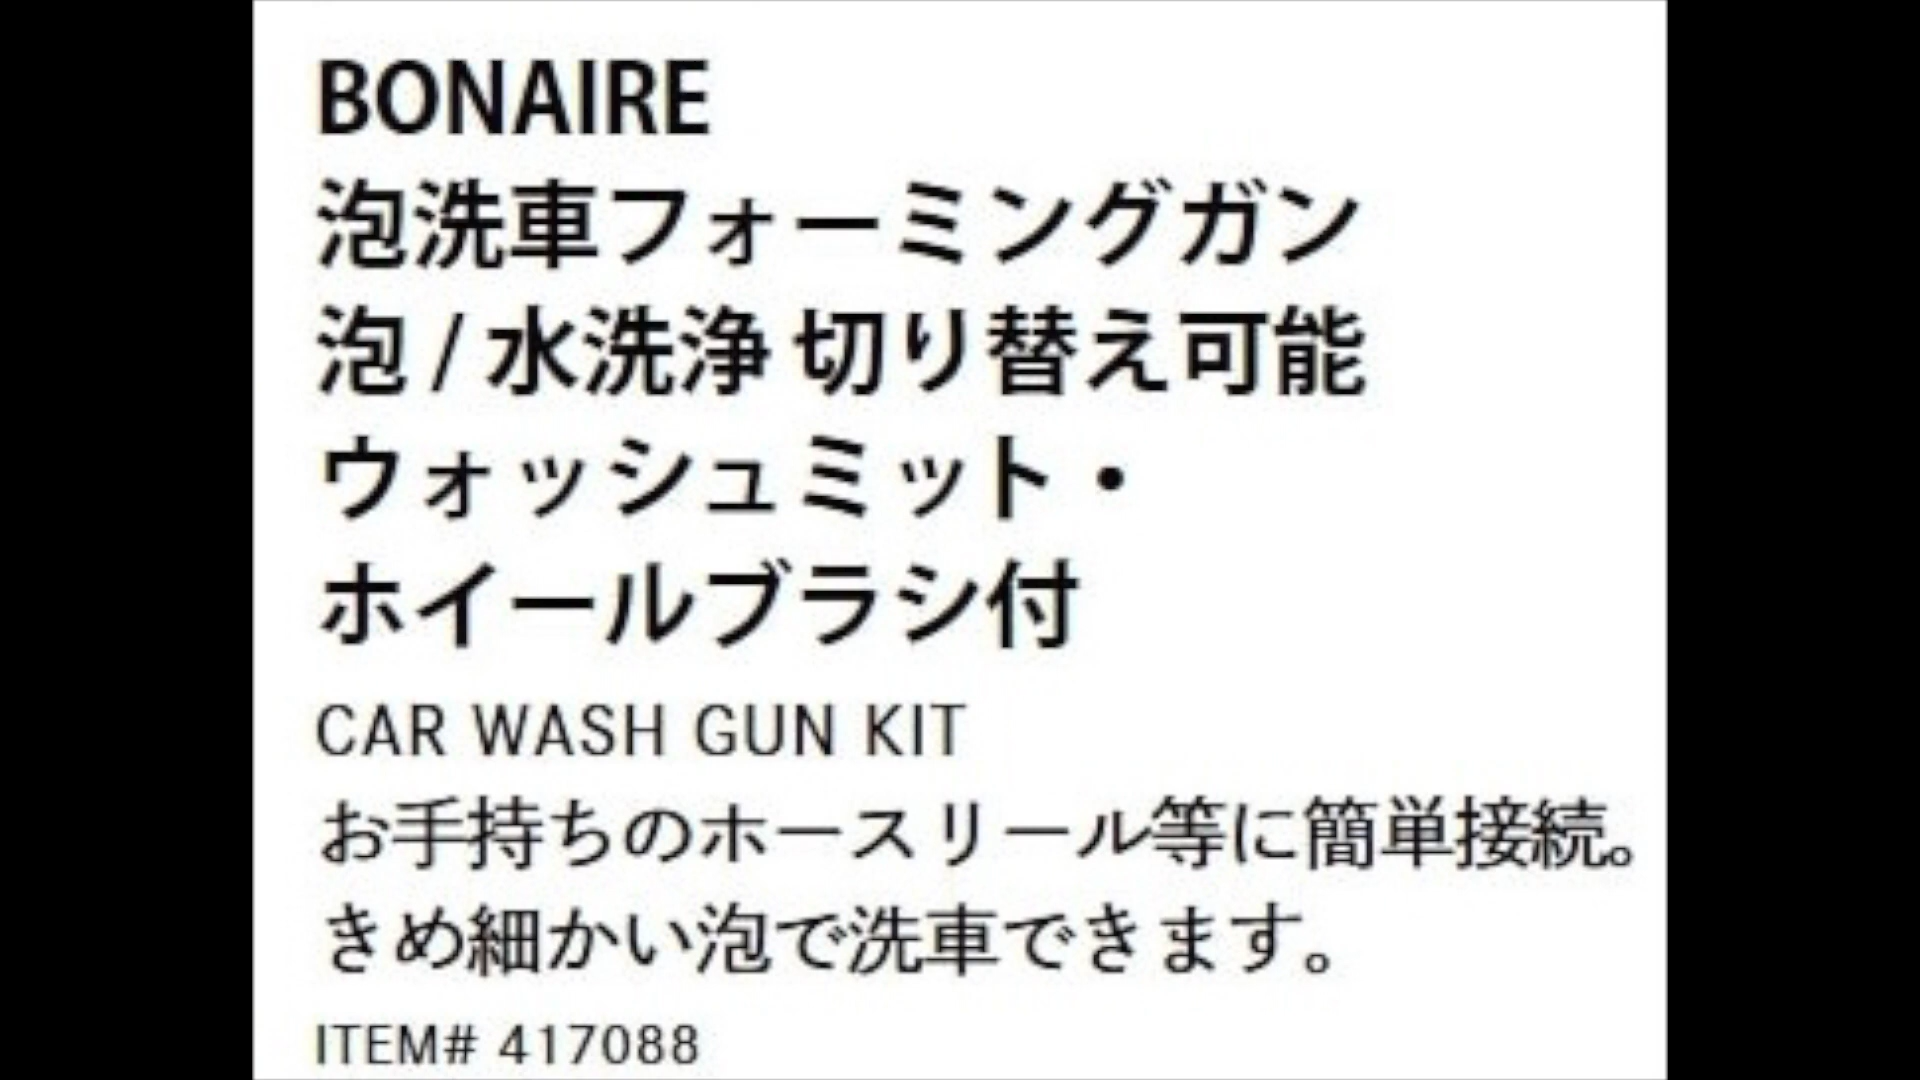 BONAIRE
泡洗車フォーミングガン
泡 / 水洗浄 切り替え可能
ウォッシュミット・
ホイールブラシ付
CAR WASH GUN KIT
お手持ちのホースリール等に簡単接続。
きめ細かい泡で洗車できます。
ITEM# 417088